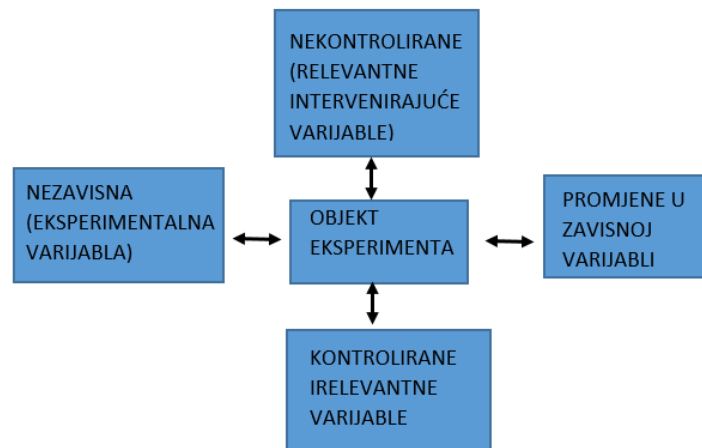 NEKONTROLIRANE
(RELEVANTNE
INTERVENIRAJUĆE
VARIJABLE)
NEZAVISNA
(EKSPERIMENTALNA
VARIJABLA)
OBJEKT
EKSPERIMENTA
PROMJENE U
ZAVISNOJ
VARIJABLI
KONTROLIRANE
IRELEVANTNE
VARIJABLE